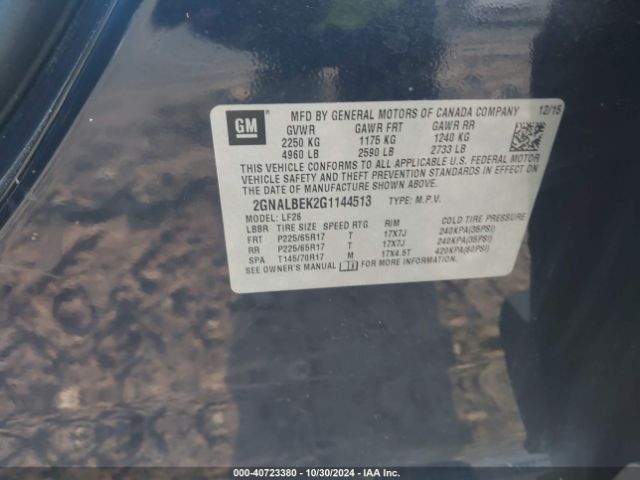 GM
MFD BY GENERAL MOTORS OF CANADA COMPANY 12/15
GVWR GAWR FRT GAWR RR
2250 KG 1175 KG 1240 KG
4960 LB 2590 LB 2733 LB
THIS VEHICLE CONFORMS TO ALL APPLICABLE U.S. FEDERAL MOTOR
VEHICLE SAFETY AND THEFT PREVENTION STANDARDS IN EFFECT ON
THE DATE OF MANUFACTURE SHOWN ABOVE.
2GNALBEK2G1144513 TYPE: M.P.V.
MODEL: LF26
LBBR TIRE SIZE SPEED RTG RIM COLD TIRE PRESSURE
FRT P225/65R17 T 17X7J 240KPA(35PSI)
RR P225/65R17 T 17X7J 240KPA(35PSI)
SPA T145/70R17 M 17X4.5T 420KPA(60PSI)
SEE OWNER'S MANUAL FOR MORE INFORMATION.
000-40723380 - 10/30/2024 - IAA Inc.